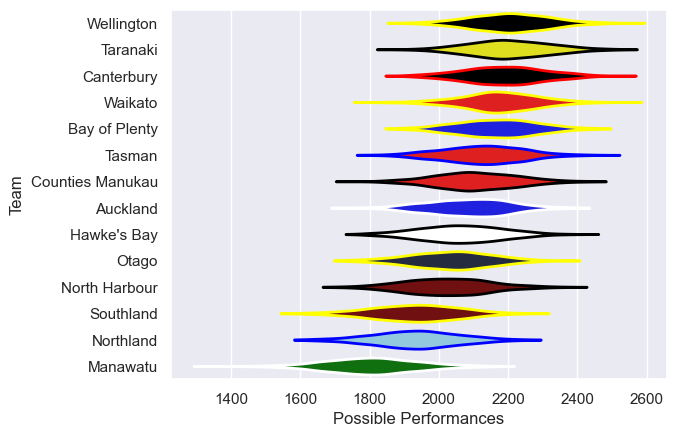 Wellington
Taranaki
Canterbury
Waikato
Bay of Plenty
Tasman
Counties Manukau
Auckland
Hawke's Bay
Otago
North Harbour
Southland
Northland
Manawatu
Team
1400 1600 1800 2000 2200 2400 2600
Possible Performances